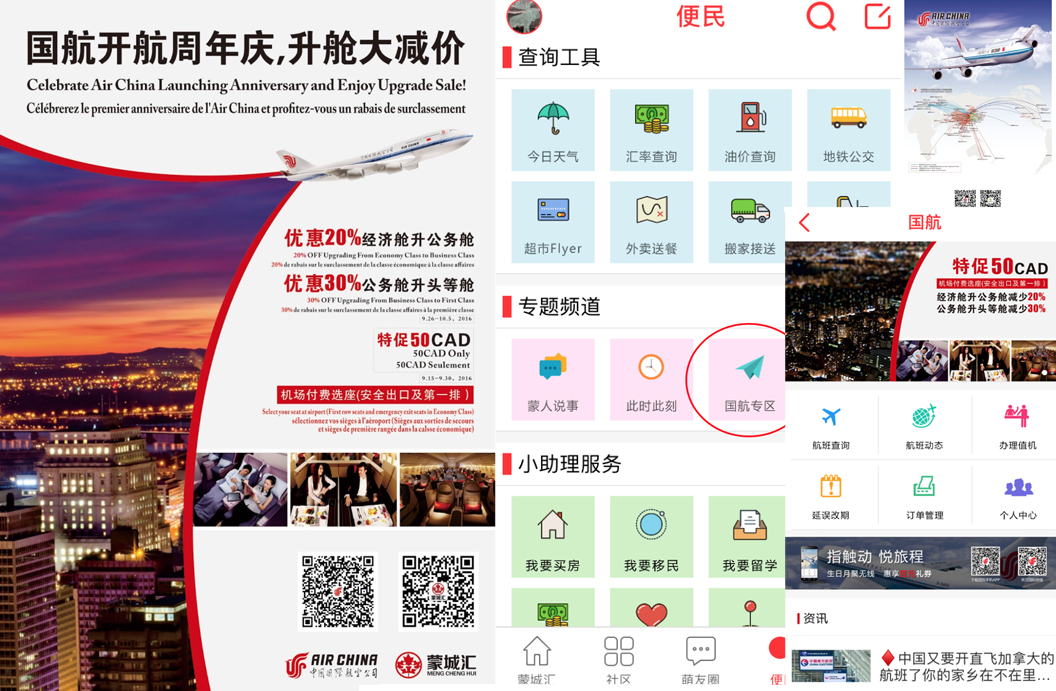 国航开航周年庆,升舱大减价
Celebrate Air China Launching Anniversary and Enjoy Upgrade Sale!
Célébrerez le premier anniversaire de l'Air China et profitez-vous un rabais de surclassement
优惠20%经济舱升公务舱
20% OFF Upgrading From Economy Class to Business Class
20% de rabais sur le surclassement de la classe économique à la classe affaires
优惠30%公务舱升头等舱
30% OFF Upgrading From Business Class to First Class
30% de rabais sur le surclassement de la classe affaires à la première classe
9.26-10.5, 2016
特促50CAD
50CAD Only
50CAD Seulement
9.15-9.30, 2016
机场付费选座(安全出口及第一排)
Select your seat at airport (First row seats and emergency exit seats in Economy Class)
sélectionnez vos sièges à l'aéroport (Sièges aux sorties de secours
et sièges de première rangée dans la calsse économique)
AIR CHINA
中国国际航空公司
蒙城汇
MENG CHENG HUI
便民
查询工具
今日天气
汇率查询
油价查询
地铁公交
超市Flyer
外卖送餐
搬家接送
专题频道
蒙人说事
此时此刻
国航专区
小助理服务
我要买房
我要移民
我要留学
蒙城汇
社区
萌友圈
便
AIR CHINA
国航
特促50CAD
机场付费选座(安全出口及第一排)
经济舱升公务舱减少20%
公务舱升头等舱减少30%
航班查询
航班动态
办理值机
延误改期
订单管理
个人中心
指触动 悦旅程
生日月聚无线 惠享 礼券
资讯
中国又要开直飞加拿大的
航班了你的家乡在不在里...